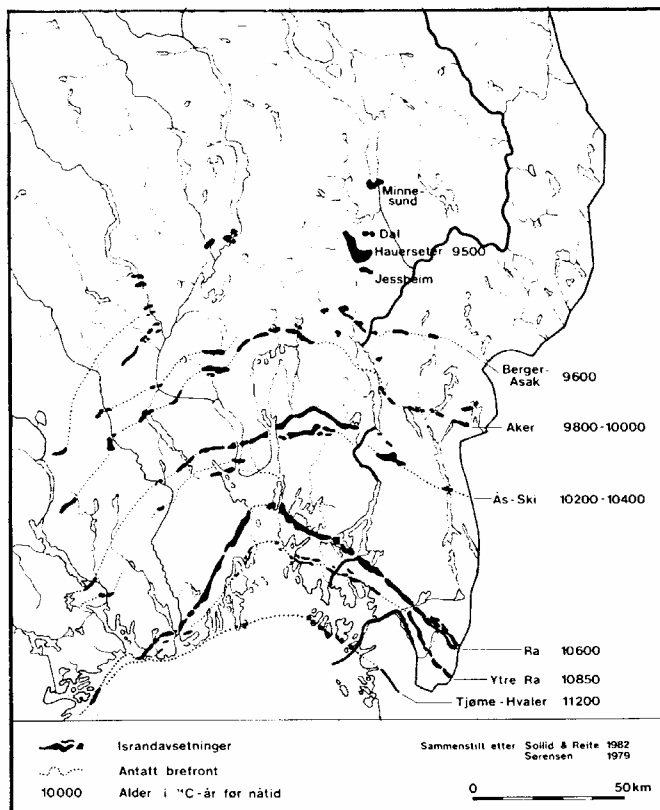 Minne-
sund
Dal
Hauerseter 9500
Jessheim
Berger-
Asak 9600
Aker 9800-10000
Ås-Ski 10200-10400
Ra 10600
Ytre Ra 10850
Tjøme-Hvaler 11200
Israndavsetninger
Antatt brefront
10000 Alder i ¹⁴C-år før nåtid
Sammenstilt etter Sollid & Reite 1982
Sørensen 1979
0 50km